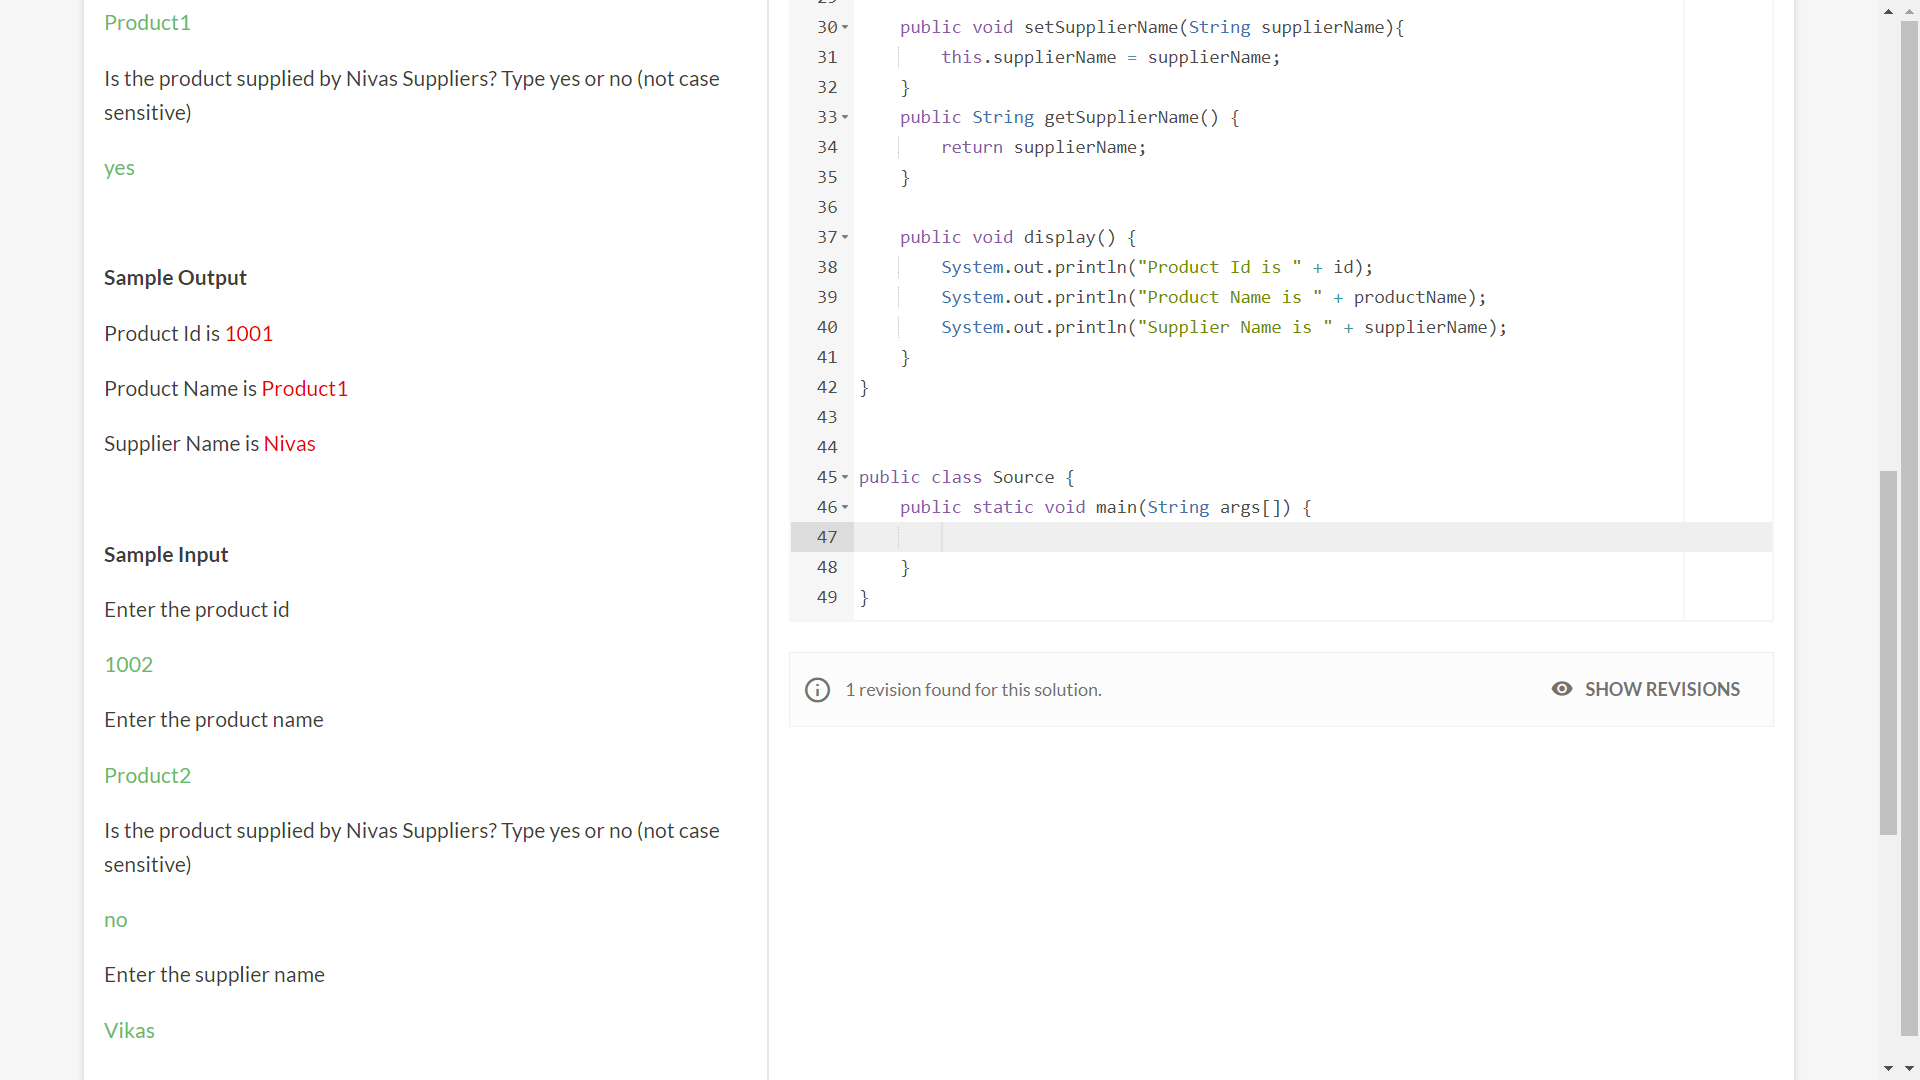 Product1
Is the product supplied by Nivas Suppliers? Type yes or no (not case
sensitive)
yes
Sample Output
Product Id is 1001
Product Name is Product1
Supplier Name is Nivas
Sample Input
Enter the product id
1002
Enter the product name
Product2
Is the product supplied by Nivas Suppliers? Type yes or no (not case
sensitive)
no
Enter the supplier name
Vikas
29
30 public void setSupplierName(String supplierName){
31 this.supplierName = supplierName;
32 }
33 public String getSupplierName() {
34 return supplierName;
35 }
36
37 public void display() {
38 System.out.println("Product Id is " + id);
39 System.out.println("Product Name is " + productName);
40 System.out.println("Supplier Name is " + supplierName);
41 }
42 }
43
44
45 public class Source {
46 public static void main(String args[]) {
47
48 }
49 }
1 revision found for this solution.
SHOW REVISIONS